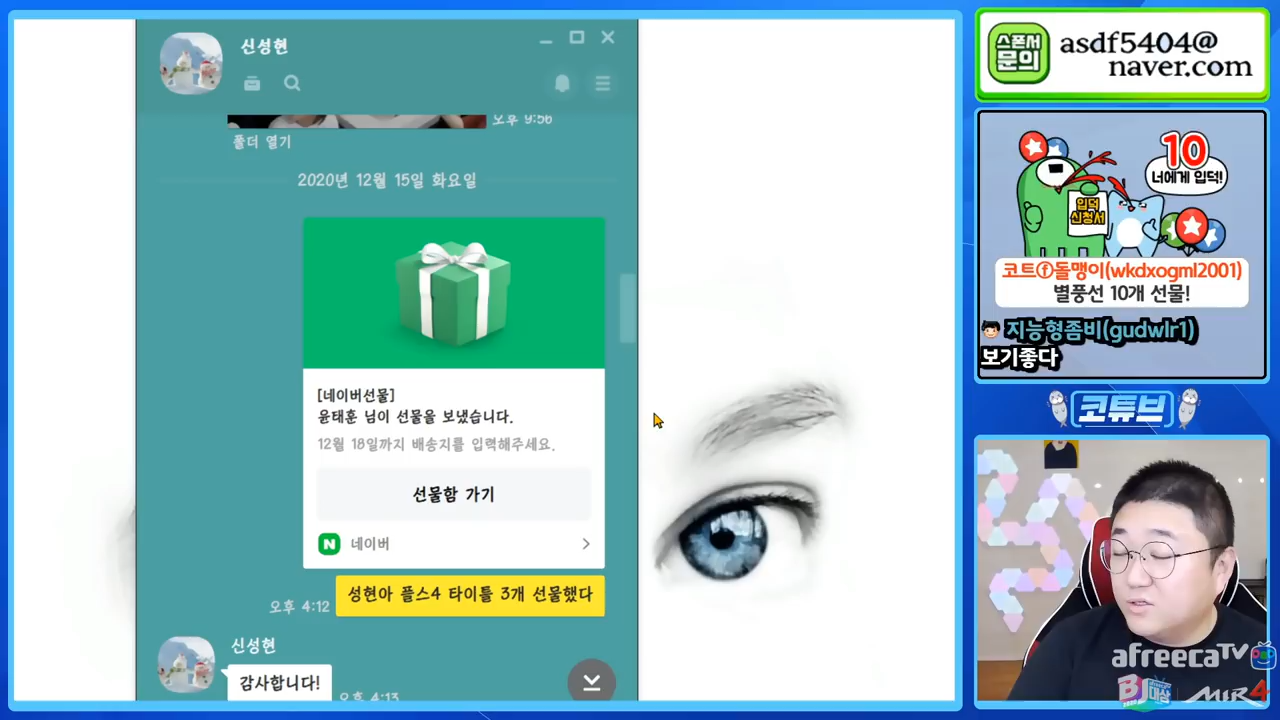 신성현
오후 9:56
폴더 열기
2020년 12월 15일 화요일
[네이버선물]
윤태훈 님이 선물을 보냈습니다.
12월 18일까지 배송지를 입력해주세요.
선물함 가기
N 네이버
성현아 플스4 타이틀 3개 선물했다
오후 4:12
신성현
감사합니다!
오후 4:13
스폰서
문의
asdf5404@
naver.com
10
너에게 입덕!
입덕
신청서
코트ⓕ돌맹이(wkdxogml2001)
별풍선 10개 선물!
지능형좀비(gudwlr1)
보기좋다
코튜브
afreecaTV
afreecaTV
BJ대상
MIR4